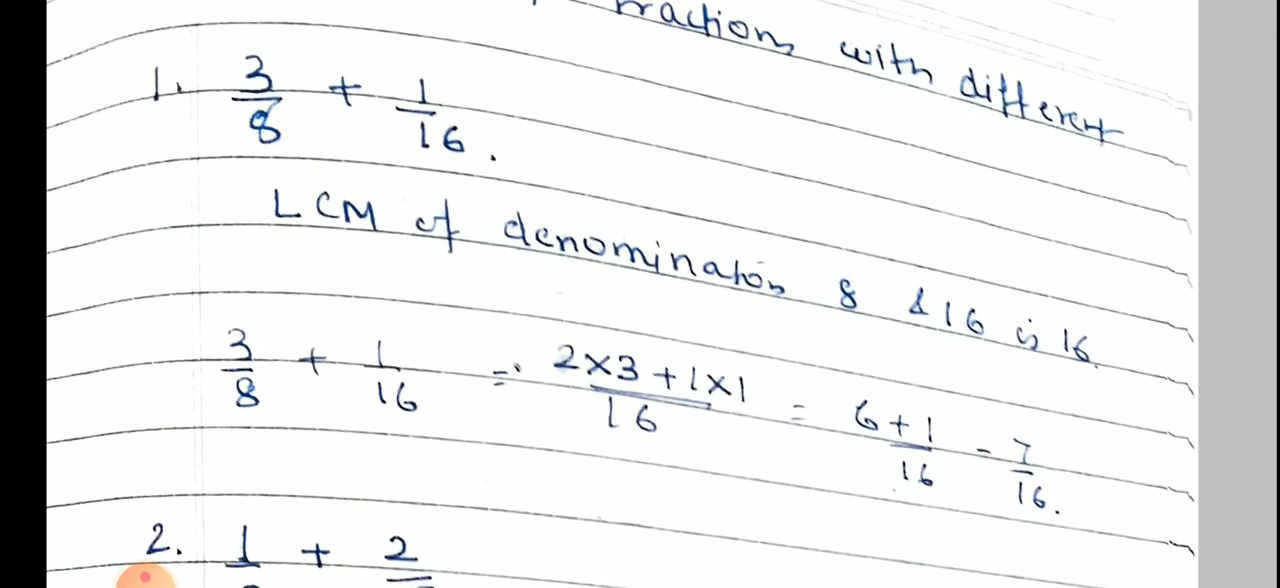 fractions with different
1. 3/8 + 1/16.
LCM of denominators 8 & 16 is 16
3/8 + 1/16 = (2×3+1×1)/16 = (6+1)/16 = 7/16.
2. 1 + 2